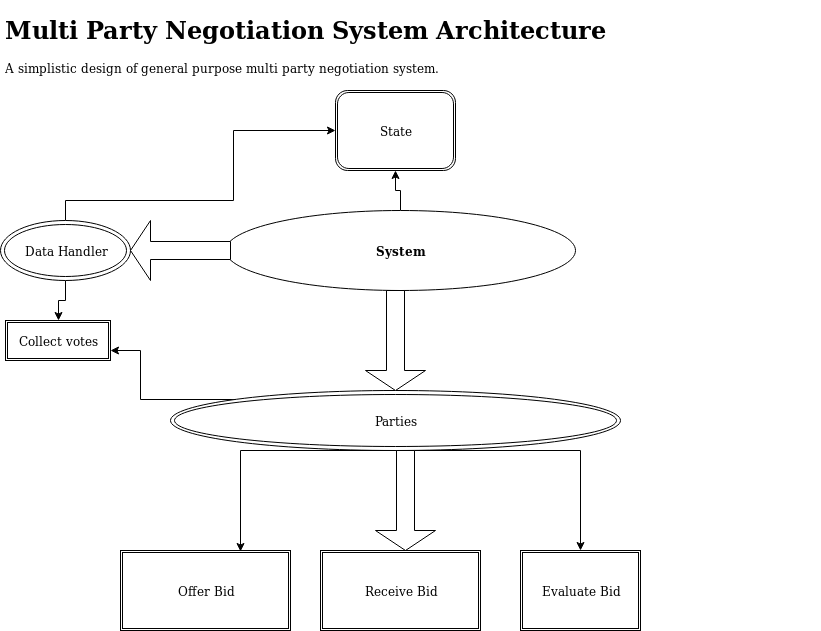 Multi Party Negotiation System Architecture
A simplistic design of general purpose multi party negotiation system.
State
Data Handler
System
Collect votes
Parties
Offer Bid
Receive Bid
Evaluate Bid